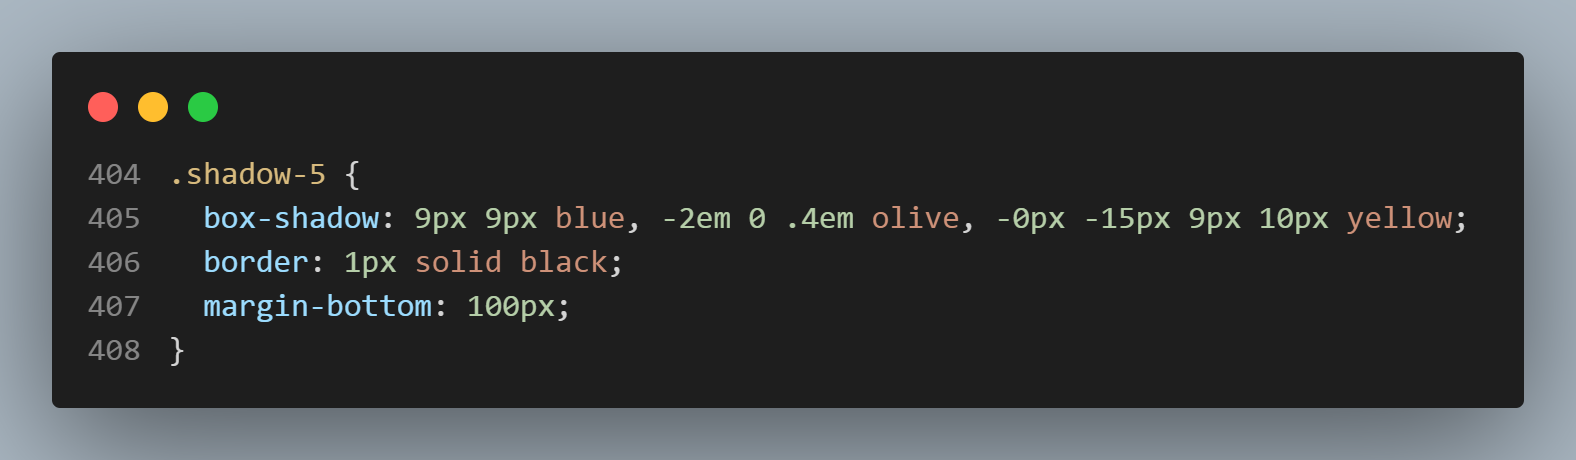 404 .shadow-5 {
405   box-shadow: 9px 9px blue, -2em 0 .4em olive, -0px -15px 9px 10px yellow;
406   border: 1px solid black;
407   margin-bottom: 100px;
408 }